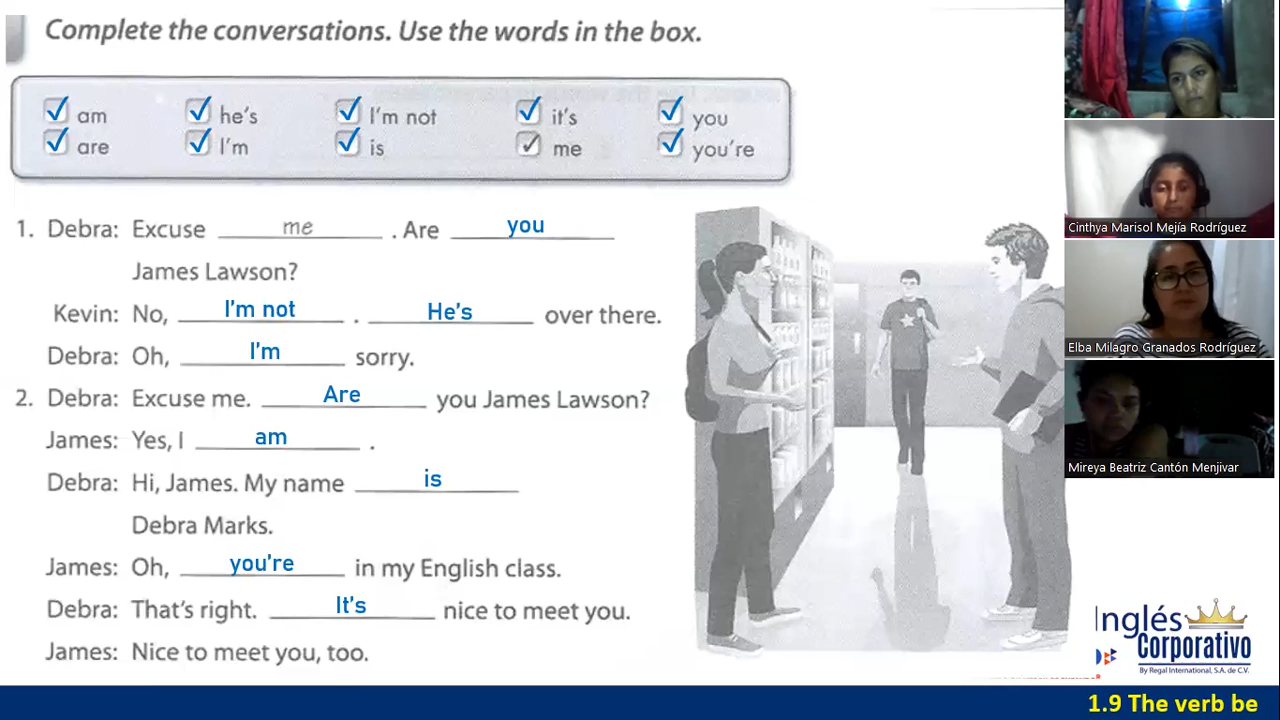 Complete the conversations. Use the words in the box.
am he's I'm not it's you
are I'm is me you're
1. Debra: Excuse me. Are you
James Lawson?
Kevin: No, I'm not. He's over there.
Debra: Oh, I'm sorry.
2. Debra: Excuse me. Are you James Lawson?
James: Yes, I am.
Debra: Hi, James. My name is
Debra Marks.
James: Oh, you're in my English class.
Debra: That's right. It's nice to meet you.
James: Nice to meet you, too.
Cinthya Marisol Mejía Rodríguez
Elba Milagro Granados Rodríguez
Mireya Beatriz Cantón Menjivar
Inglés
Corporativo
By Regal International, S.A. de C.V.
1.9 The verb be